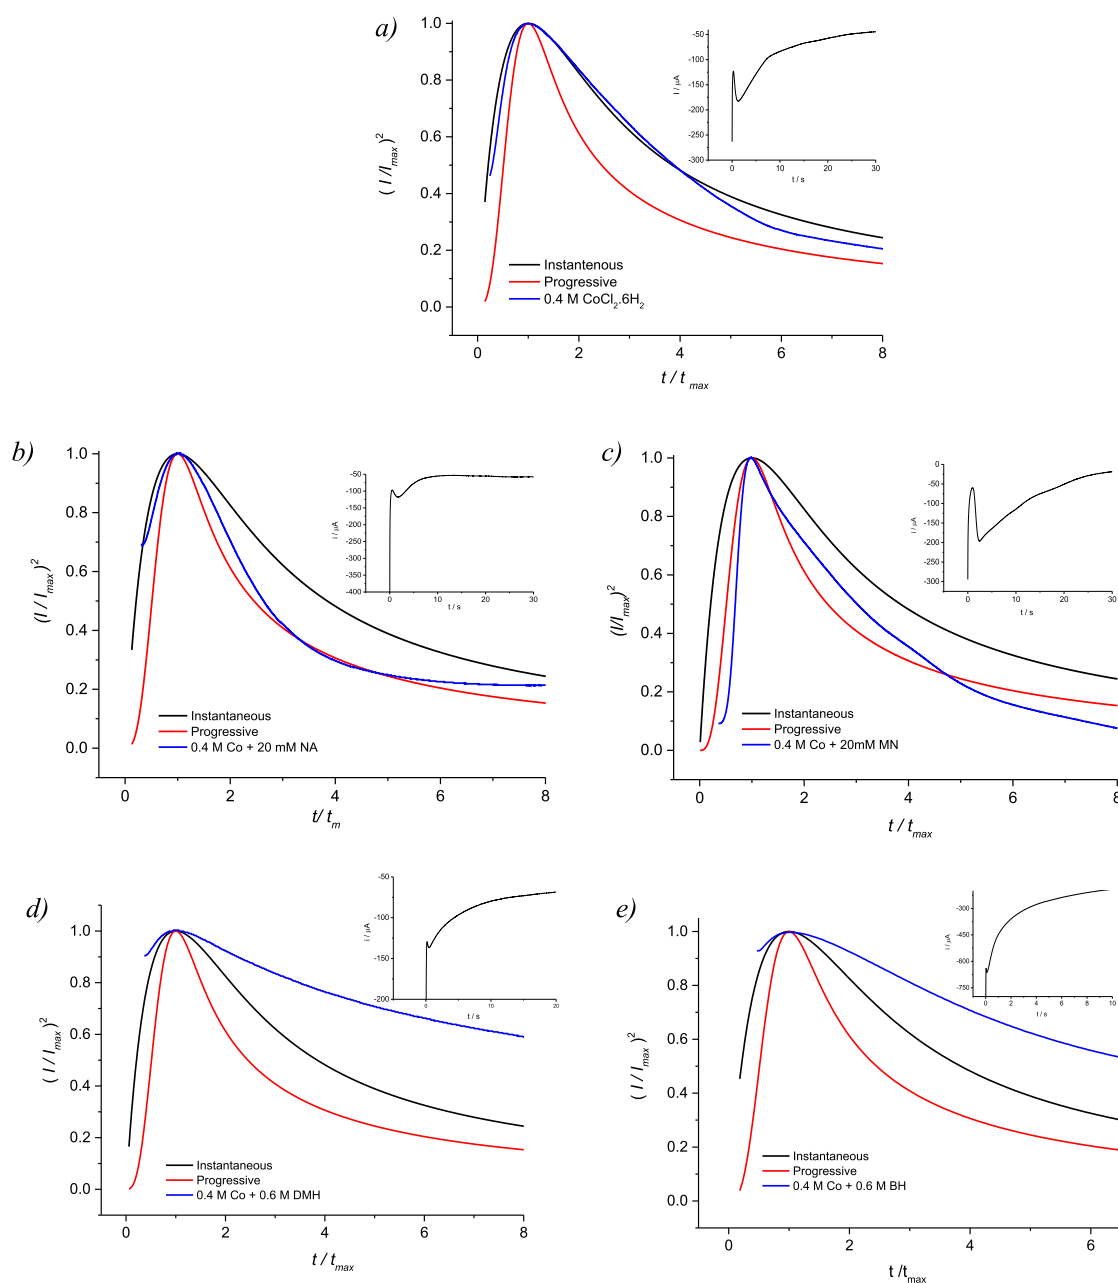 a)
1.0
0.8
0.6
0.4
0.2
0.0
(I/I_max)²
0 2 4 6 8
t / t_max
Instantenous
Progressive
0.4 M CoCl₂.6H₂
-50
-100
-150
-200
-250
-300
I / µA
0 5 10 15 20 25 30
t / s
b)
1.0
0.8
0.6
0.4
0.2
0.0
(I / I_max)²
0 2 4 6 8
t/ t_m
Instantaneous
Progressive
0.4 M Co + 20 mM NA
-50
-100
-150
-200
-250
-300
-350
-400
i / µA
0 10 20 30
t / s
c)
1.0
0.8
0.6
0.4
0.2
0.0
(I/I_max)²
0 2 4 6 8
t / t_max
Instantaneous
Progressive
0.4 M Co + 20mM MN
0
-50
-100
-150
-200
-250
-300
i / µA
0 10 20 30
t / s
d)
1.0
0.8
0.6
0.4
0.2
0.0
(I / I_max)²
0 2 4 6 8
t / t_max
Instantaneous
Progressive
0.4 M Co + 0.6 M DMH
-50
-100
-150
-200
i / µA
0 10 20
t / s
e)
1.0
0.8
0.6
0.4
0.2
0.0
(I / I_max)²
0 2 4 6
t /t_max
Instantaneous
Progressive
0.4 M Co + 0.6 M BH
-300
-450
-600
-750
i / µA
0 2 4 6 8 10
t / s